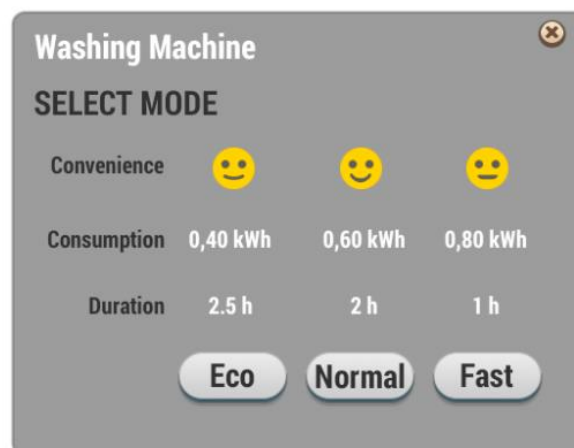 Washing Machine
SELECT MODE
Convenience
Consumption 0,40 kWh 0,60 kWh 0,80 kWh
Duration 2.5 h 2 h 1 h
Eco Normal Fast